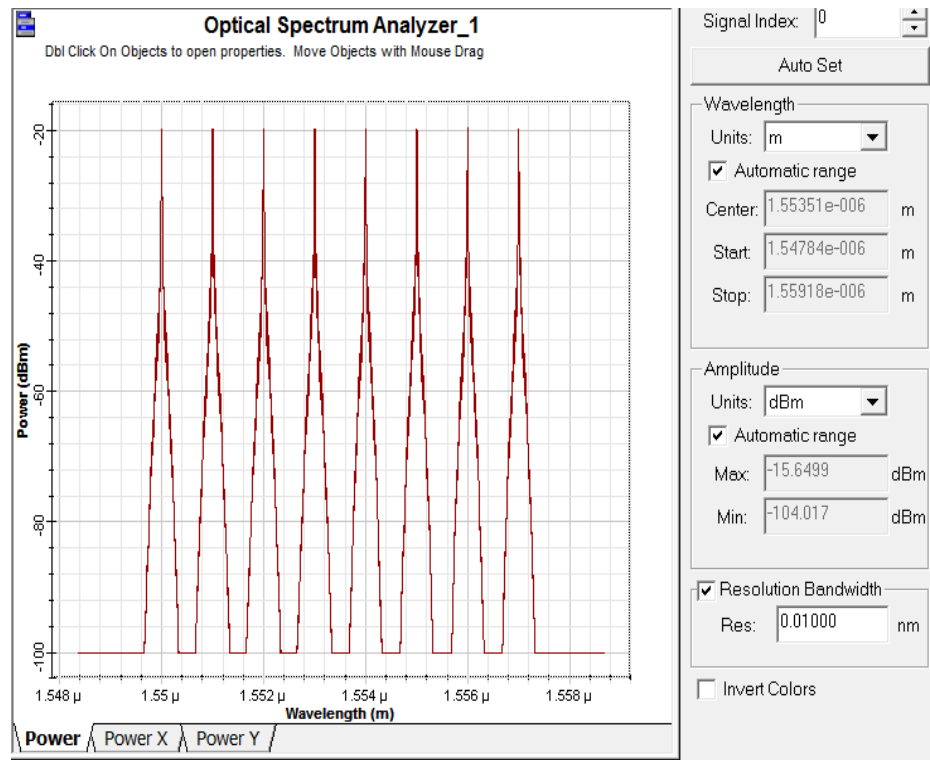 Optical Spectrum Analyzer_1
Dbl Click On Objects to open properties. Move Objects with Mouse Drag
Power (dBm)
-20
-40
-60
-80
-100
1.548 µ 1.55 µ 1.552 µ 1.554 µ 1.556 µ 1.558 µ
Wavelength (m)
Power Power X Power Y
Signal Index: 0
Auto Set
Wavelength
Units: m
Automatic range
Center: 1.55351e-006 m
Start: 1.54784e-006 m
Stop: 1.55918e-006 m
Amplitude
Units: dBm
Automatic range
Max: -15.6499 dBm
Min: -104.017 dBm
Resolution Bandwidth
Res: 0.01000 nm
Invert Colors